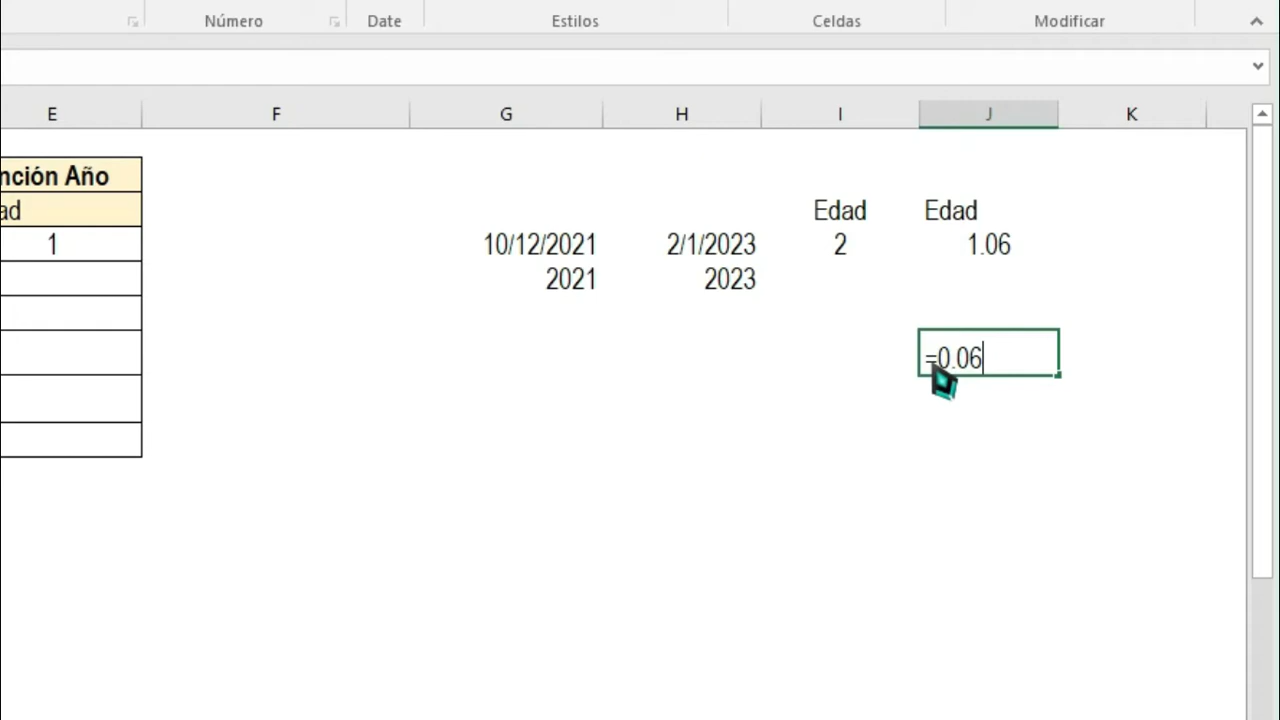 Número Date Estilos Celdas Modificar
E F G H I J K
nción Año
ad Edad Edad
1 10/12/2021 2/1/2023 2 1.06
2021 2023
=0.06